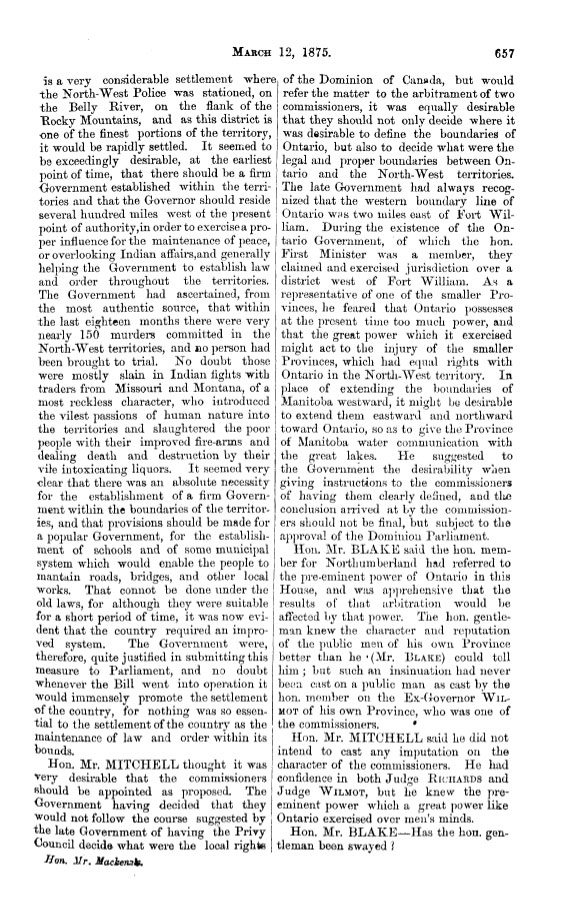 MARCH 12, 1875.
657
is a very considerable settlement where
the North-West Police was stationed, on
the Belly River, on the flank of the
Rocky Mountains, and as this district is
one of the finest portions of the territory,
it would be rapidly settled. It seemed to
be exceedingly desirable, at the earliest
point of time, that there should be a firm
Government established within the terri-
tories and that the Governor should reside
several hundred miles west of the present
point of authority,in order to exercise a pro-
per influence for the maintenance of peace,
or overlooking Indian affairs,and generally
helping the Government to establish law
and order throughout the territories.
The Government had ascertained, from
the most authentic source, that within
the last eighteen months there were very
nearly 150 murders committed in the
North-West territories, and no person had
been brought to trial. No doubt those
were mostly slain in Indian fights with
traders from Missouri and Montana, of a
most reckless character, who introduced
the vilest passions of human nature into
the territories and slaughtered the poor
people with their improved fire-arms and
dealing death and destruction by their
vile intoxicating liquors. It seemed very
clear that there was an absolute necessity
for the establishment of a firm Govern-
ment within the boundaries of the territor-
ies, and that provisions should be made for
a popular Government, for the establish-
ment of schools and of some municipal
system which would enable the people to
mantain roads, bridges, and other local
works. That connot be done under the
old laws, for although they were suitable
for a short period of time, it was now evi-
dent that the country required an impro-
ved system. The Government were,
therefore, quite justified in submitting this
measure to Parliament, and no doubt
whenever the Bill went into operation it
would immensely promote the settlement
of the country, for nothing was so essen-
tial to the settlement of the country as the
maintenance of law and order within its
bounds.
Hon. Mr. MITCHELL thought it was
very desirable that the commissioners
should be appointed as proposed. The
Government having decided that they
would not follow the course suggested by
the late Government of having the Privy
Council decide what were the local rights
Hon. Mr. Mackenzie.
of the Dominion of Canada, but would
refer the matter to the arbitrament of two
commissioners, it was equally desirable
that they should not only decide where it
was desirable to define the boundaries of
Ontario, but also to decide what were the
legal and proper boundaries between On-
tario and the North-West territories.
The late Government had always recog-
nized that the western boundary line of
Ontario was two miles east of Fort Wil-
liam. During the existence of the On-
tario Government, of which the hon.
First Minister was a member, they
claimed and exercised jurisdiction over a
district west of Fort William. As a
representative of one of the smaller Pro-
vinces, he feared that Ontario possesses
at the present time too much power, and
that the great power which it exercised
might act to the injury of the smaller
Provinces, which had equal rights with
Ontario in the North-West territory. In
place of extending the boundaries of
Manitoba westward, it might be desirable
to extend them eastward and northward
toward Ontario, so as to give the Province
of Manitoba water communication with
the great lakes. He suggested to
the Government the desirability when
giving instructions to the commissioners
of having them clearly defined, and the
conclusion arrived at by the commission-
ers should not be final, but subject to the
approval of the Dominion Parliament.
Hon. Mr. BLAKE said the hon. mem-
ber for Northumberland had referred to
the pre-eminent power of Ontario in this
House, and was apprehensive that the
results of that arbitration would be
affected by that power. The hon. gentle-
man knew the character and reputation
of the public men of his own Province
better than he (Mr. BLAKE) could tell
him ; but such an insinuation had never
been cast on a public man as cast by the
hon. member on the Ex-Governor WIL-
MOT of his own Province, who was one of
the commissioners.
Hon. Mr. MITCHELL said he did not
intend to cast any imputation on the
character of the commissioners. He had
confidence in both Judge RICHARDS and
Judge WILMOT, but he knew the pre-
eminent power which a great power like
Ontario exercised over men's minds.
Hon. Mr. BLAKE—Has the hon. gen-
tleman been swayed ?